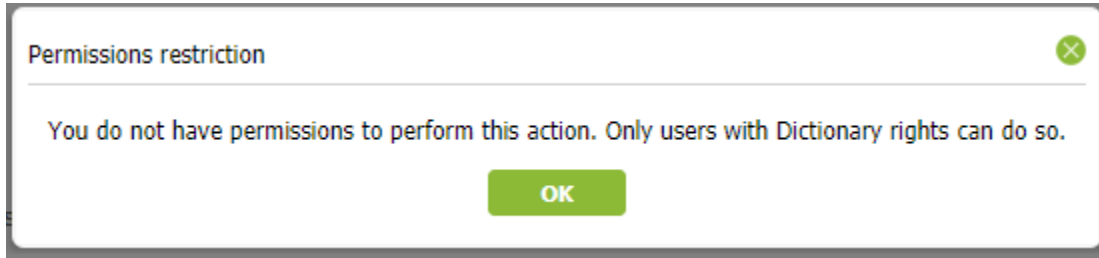 Permissions restriction
You do not have permissions to perform this action. Only users with Dictionary rights can do so.
OK